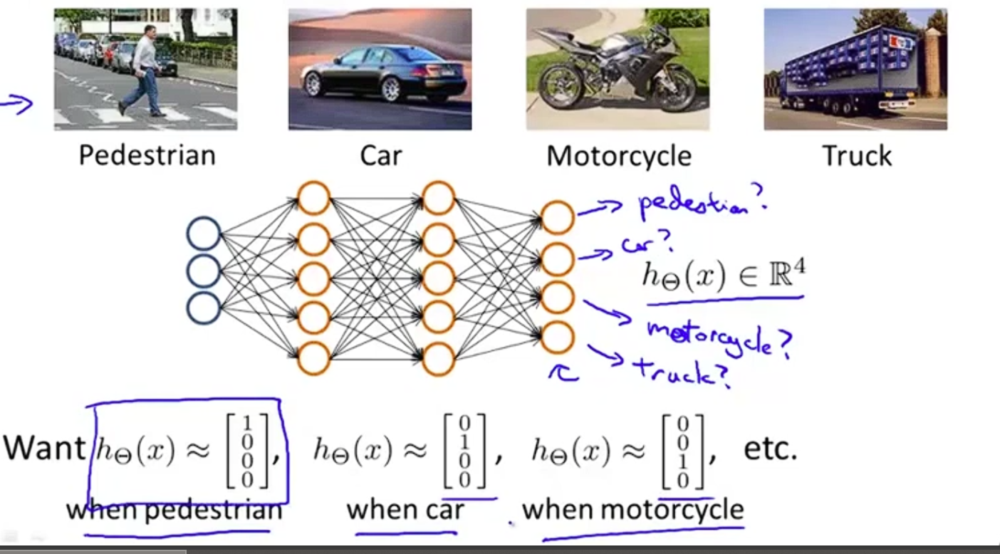 Pedestrian
Car
Motorcycle
Truck
pedestrian?
car?
hΘ(x) ∈ ℝ⁴
motorcycle?
truck?
Want hΘ(x) ≈ [1 0 0 0], hΘ(x) ≈ [0 1 0 0], hΘ(x) ≈ [0 0 1 0], etc.
when pedestrian when car when motorcycle